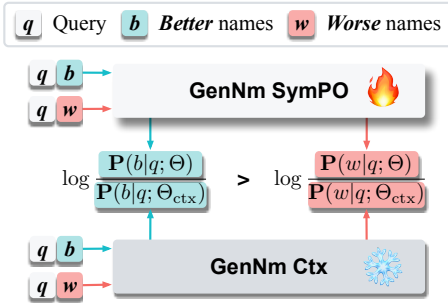 q Query b Better names w Worse names
q b
GenNm SymPO
q w
log P(b|q; Θ) / P(b|q; Θctx) > log P(w|q; Θ) / P(w|q; Θctx)
q b
GenNm Ctx
q w